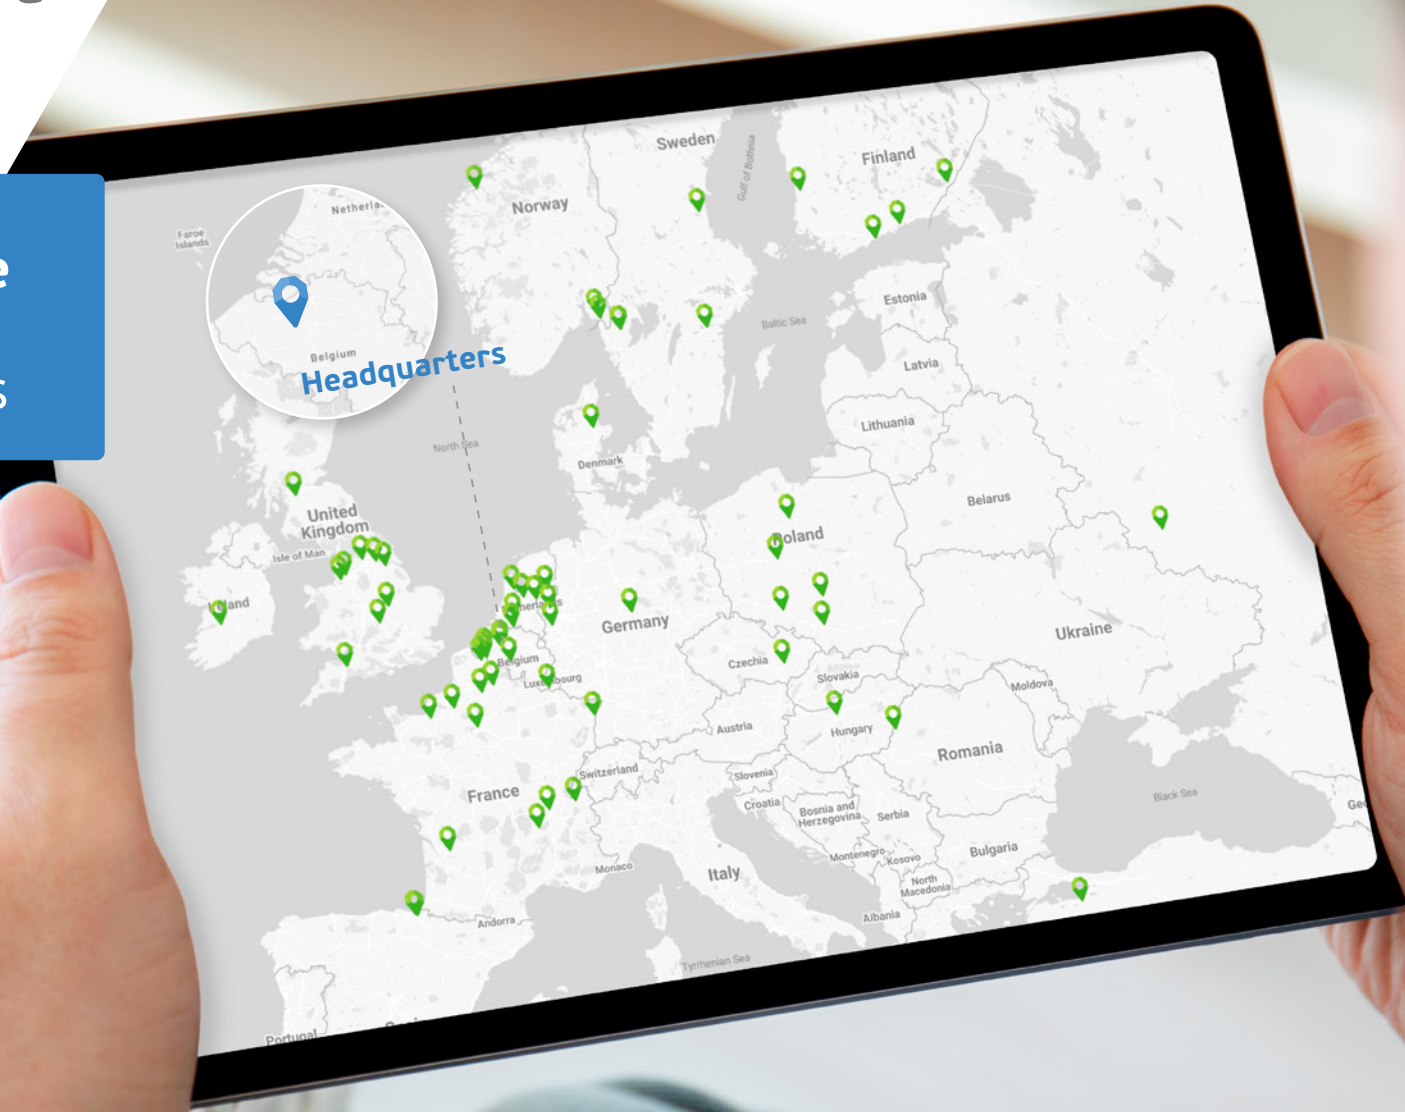 Sweden
Finland
Gulf of Bothnia
Norway
Netherla
Faroe
Islands
Estonia
Baltic Sea
Belgium
Headquarters
Latvia
Lithuania
North Sea
Denmark
Belarus
United
Kingdom
Poland
Isle of Man
Germany
Ukraine
Belgium
Czechia
Slovakia
Moldova
Austria
Hungary
Romania
Switzerland
Slovenia
France
Croatia
Bosnia and
Herzegovina
Serbia
Black Sea
Geo
Monaco
Italy
Montenegro
Kosovo
Bulgaria
North
Macedonia
Albania
Andorra
Tyrrhenian Sea
Portugal
e
s